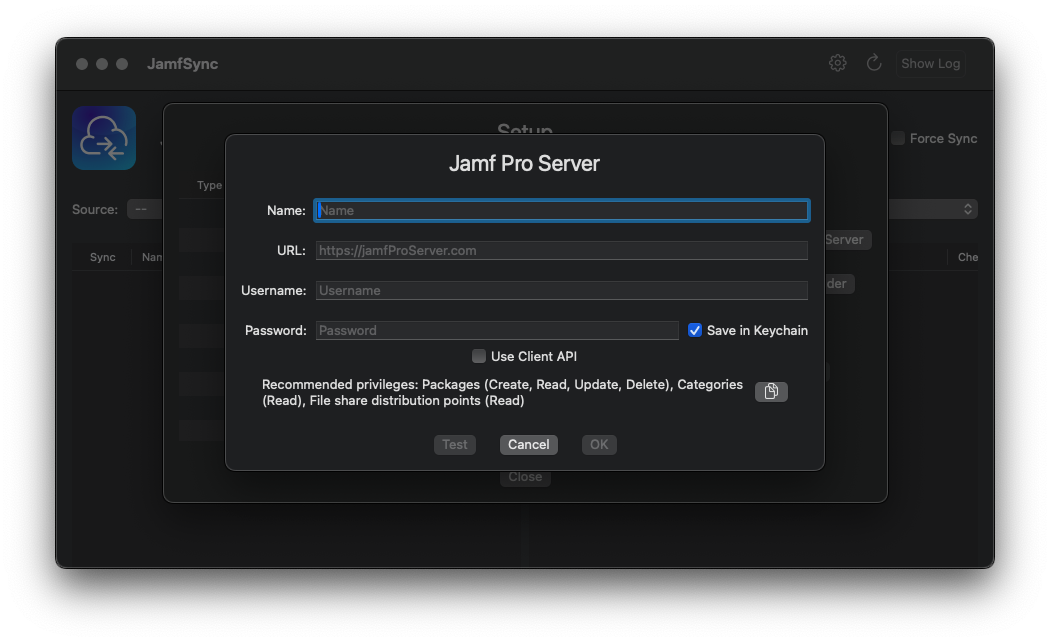 JamfSync
Show Log
Setup
Force Sync
Jamf Pro Server
Type
Name: Name
Source: --
Server
URL: https://jamfProServer.com
Sync
der
Username: Username
Password: Password Save in Keychain
Use Client API
Recommended privileges: Packages (Create, Read, Update, Delete), Categories
(Read), File share distribution points (Read)
Test Cancel OK
Close